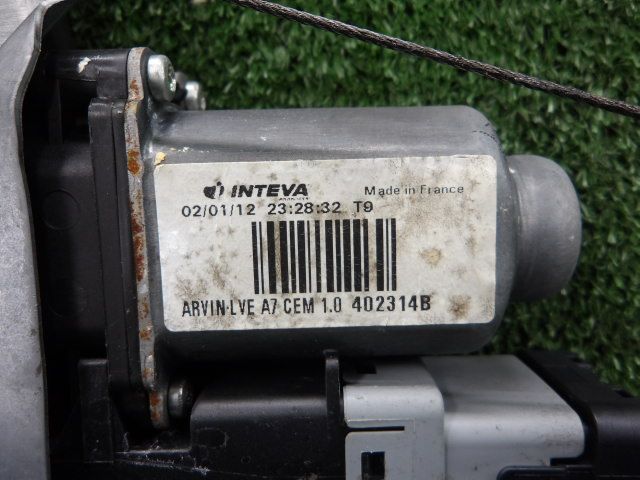 INTEVA
Made in France
02/01/12 23:28:32 T9
ARVIN-LVE A7 CEM 1.0 402314B